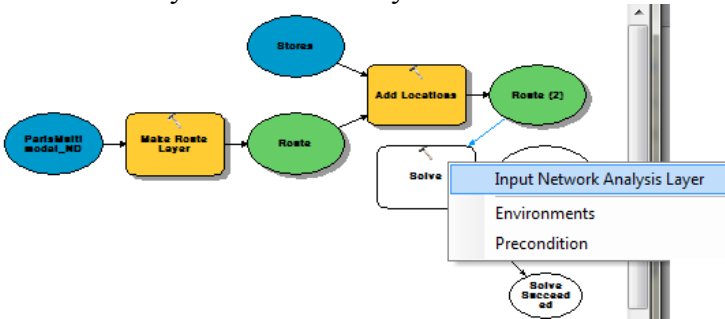 Stores
Add Locations
Route (2)
ParisMulti
modal_ND
Make Route
Layer
Route
Solve
Input Network Analysis Layer
Environments
Precondition
Solve
Succeed
ed